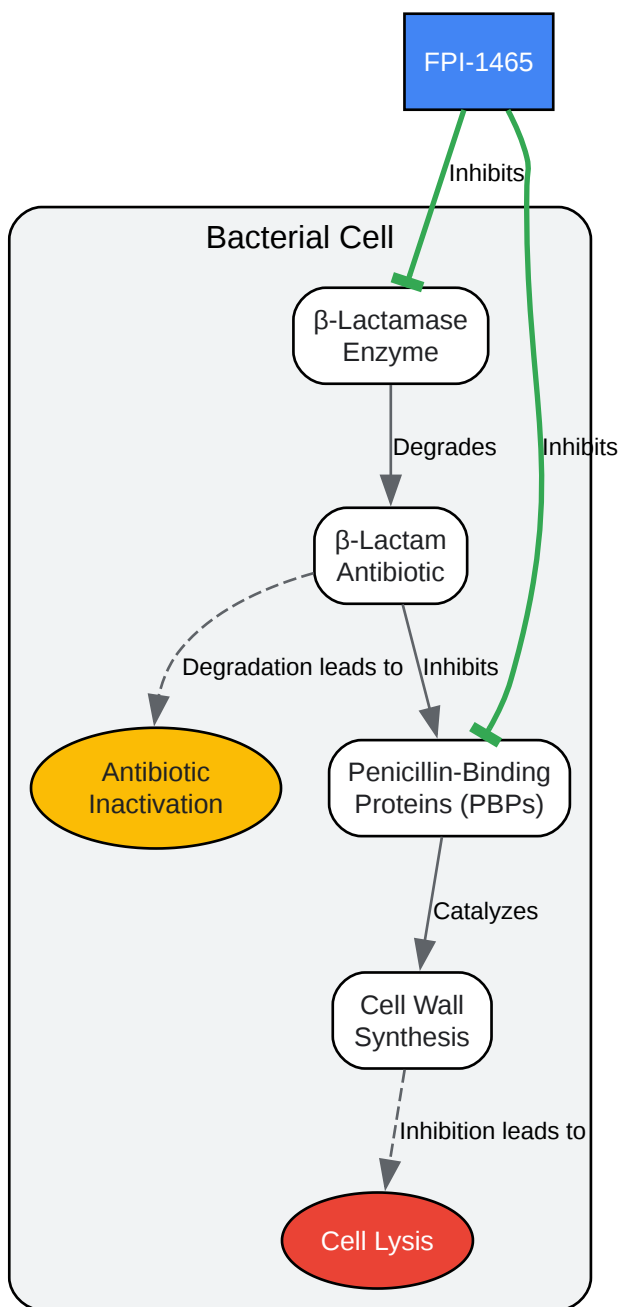 FPI-1465
Inhibits
Bacterial Cell
β-Lactamase
Enzyme
Degrades
Inhibits
β-Lactam
Antibiotic
Degradation leads to
Inhibits
Antibiotic
Inactivation
Penicillin-Binding
Proteins (PBPs)
Catalyzes
Cell Wall
Synthesis
Inhibition leads to
Cell Lysis